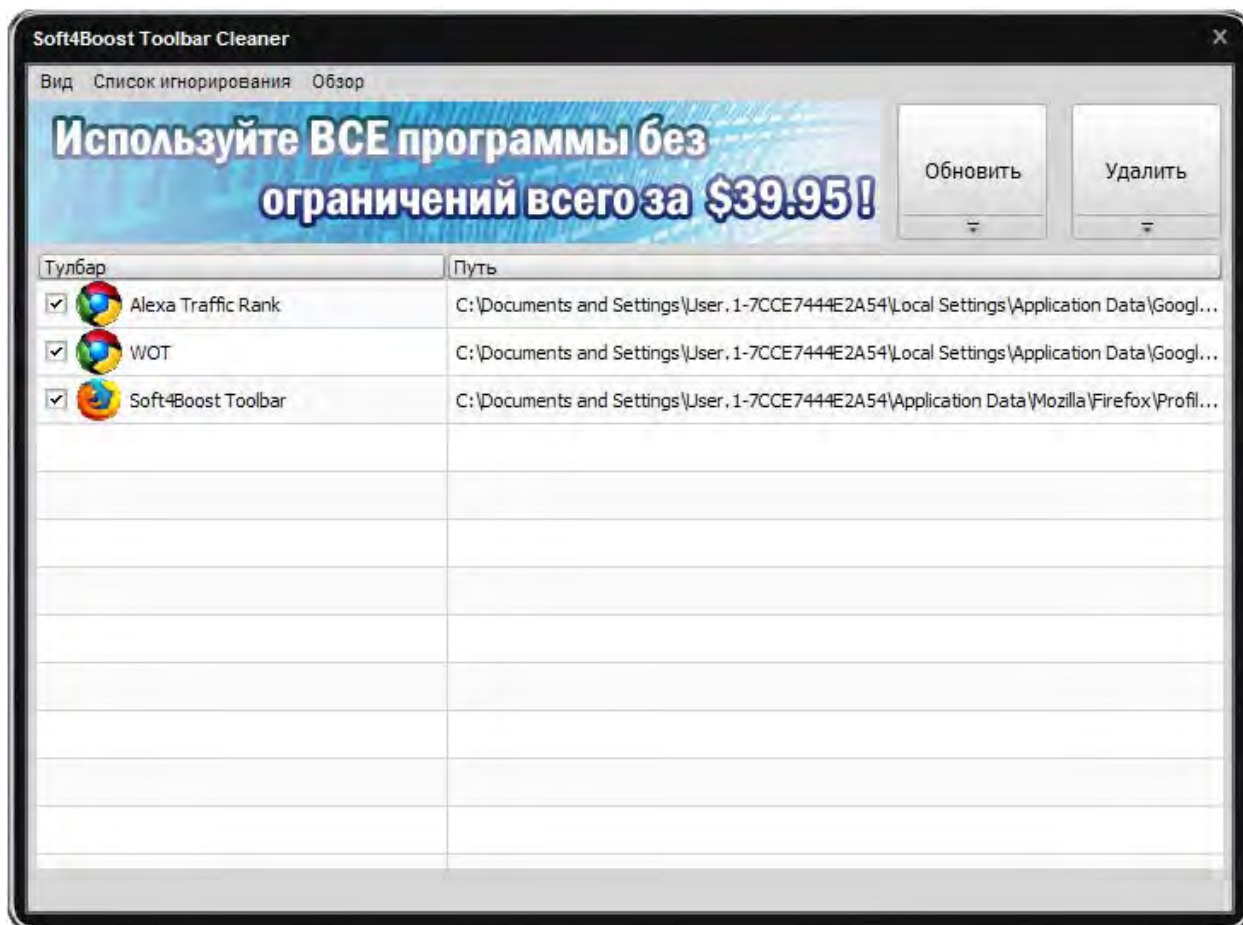 Soft4Boost Toolbar Cleaner
Вид Список игнорирования Обзор
Используйте ВСЕ программы без
ограничений всего за $39.95 !
Обновить
Удалить
Тулбар Путь
Alexa Traffic Rank C:\Documents and Settings\User.1-7CCE7444E2A54\Local Settings\Application Data\Googl...
WOT C:\Documents and Settings\User.1-7CCE7444E2A54\Local Settings\Application Data\Googl...
Soft4Boost Toolbar C:\Documents and Settings\User.1-7CCE7444E2A54\Application Data\Mozilla\Firefox\Profil...